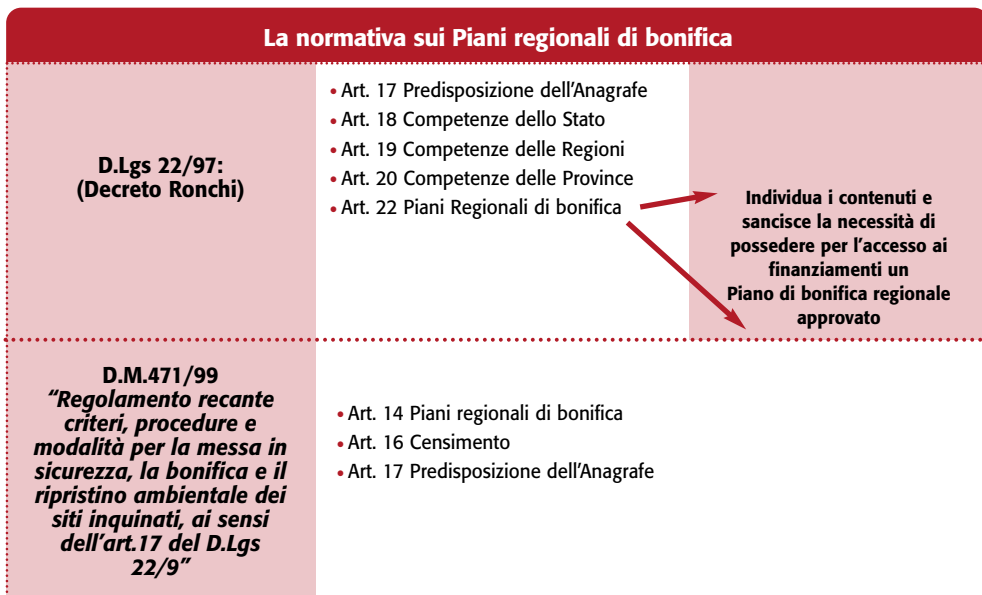 La normativa sui Piani regionali di bonifica
D.Lgs 22/97:
(Decreto Ronchi)
• Art. 17 Predisposizione dell'Anagrafe
• Art. 18 Competenze dello Stato
• Art. 19 Competenze delle Regioni
• Art. 20 Competenze delle Province
• Art. 22 Piani Regionali di bonifica
Individua i contenuti e
sancisce la necessità di
possedere per l'accesso ai
finanziamenti un
Piano di bonifica regionale
approvato
D.M.471/99
"Regolamento recante
criteri, procedure e
modalità per la messa in
sicurezza, la bonifica e il
ripristino ambientale dei
siti inquinati, ai sensi
dell'art.17 del D.Lgs
22/9"
• Art. 14 Piani regionali di bonifica
• Art. 16 Censimento
• Art. 17 Predisposizione dell'Anagrafe